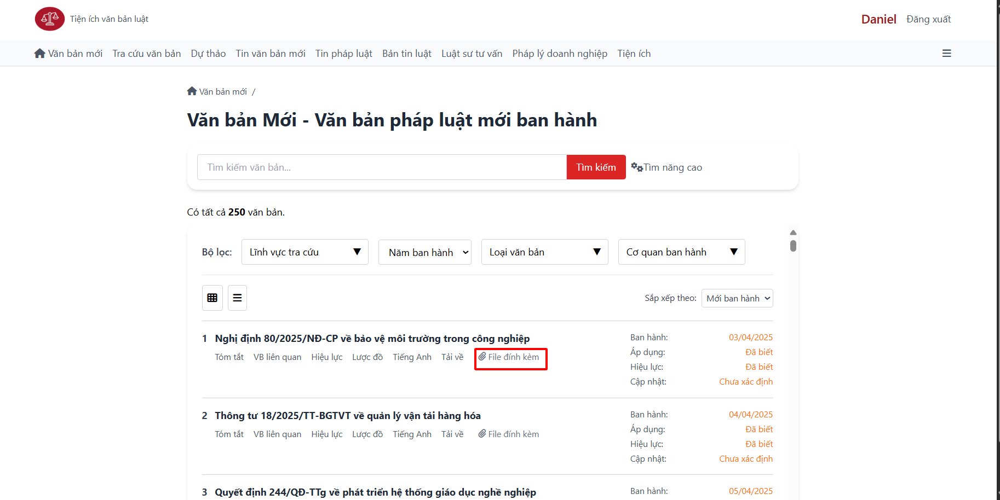 Tiện ích văn bản luật
Daniel Đăng xuất
Văn bản mới Tra cứu văn bản Dự thảo Tin văn bản mới Tin pháp luật Bản tin luật Luật sư tư vấn Pháp lý doanh nghiệp Tiện ích
Văn bản mới /
Văn bản Mới - Văn bản pháp luật mới ban hành
Tìm kiếm văn bản... Tìm kiếm Tìm năng cao
Có tất cả 250 văn bản.
Bộ lọc: Lĩnh vực tra cứu Năm ban hành Loại văn bản Cơ quan ban hành
Sắp xếp theo: Mới ban hành
1 Nghị định 80/2025/NĐ-CP về bảo vệ môi trường trong công nghiệp
Tóm tắt VB liên quan Hiệu lực Lược đồ Tiếng Anh Tải về File đính kèm
Ban hành: 03/04/2025
Áp dụng: Đã biết
Hiệu lực: Đã biết
Cập nhật: Chưa xác định
2 Thông tư 18/2025/TT-BGTVT về quản lý vận tải hàng hóa
Tóm tắt VB liên quan Hiệu lực Lược đồ Tiếng Anh Tải về File đính kèm
Ban hành: 04/04/2025
Áp dụng: Đã biết
Hiệu lực: Đã biết
Cập nhật: Chưa xác định
3 Quyết định 244/QĐ-TTg về phát triển hệ thống giáo dục nghề nghiệp
Ban hành: 05/04/2025